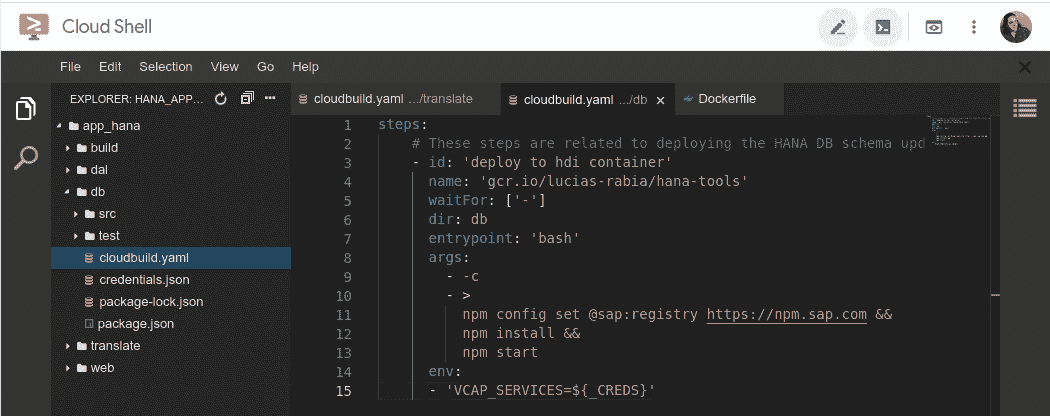 Cloud Shell
File Edit Selection View Go Help
EXPLORER: HANA_APP...
app_hana
build
dal
db
src
test
cloudbuild.yaml
credentials.json
package-lock.json
package.json
translate
web
cloudbuild.yaml .../translate
cloudbuild.yaml .../db
Dockerfile
1 steps:
2 # These steps are related to deploying the HANA DB schema upd
3 - id: 'deploy to hdi container'
4 name: 'gcr.io/lucias-rabia/hana-tools'
5 waitFor: ['-']
6 dir: db
7 entrypoint: 'bash'
8 args:
9 - -c
10 - >
11 npm config set @sap:registry https://npm.sap.com &&
12 npm install &&
13 npm start
14 env:
15 - 'VCAP_SERVICES=${_CREDS}'